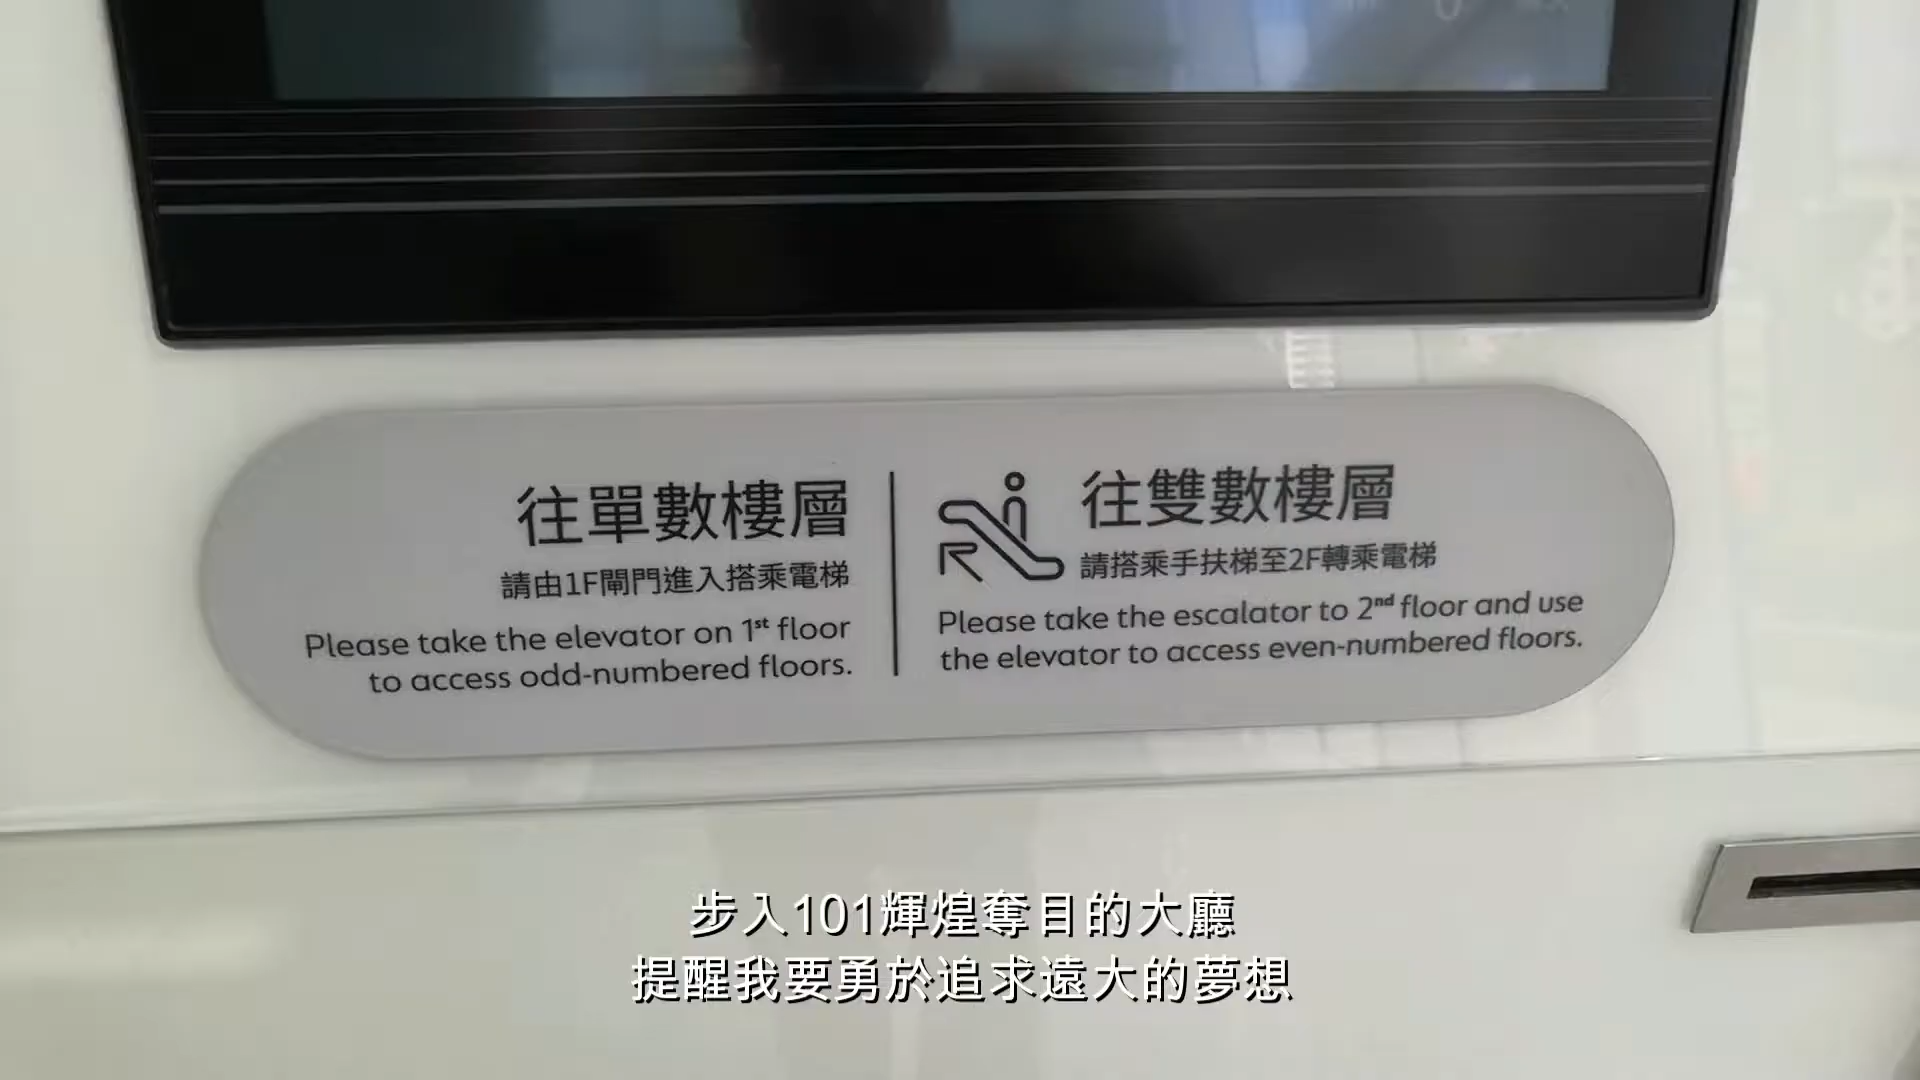 往單數樓層
請由1F閘門進入搭乘電梯
Please take the elevator on 1st floor
to access odd-numbered floors.
往雙數樓層
請搭乘手扶梯至2F轉乘電梯
Please take the escalator to 2nd floor and use
the elevator to access even-numbered floors.
步入101輝煌奪目的大廳
提醒我要勇於追求遠大的夢想